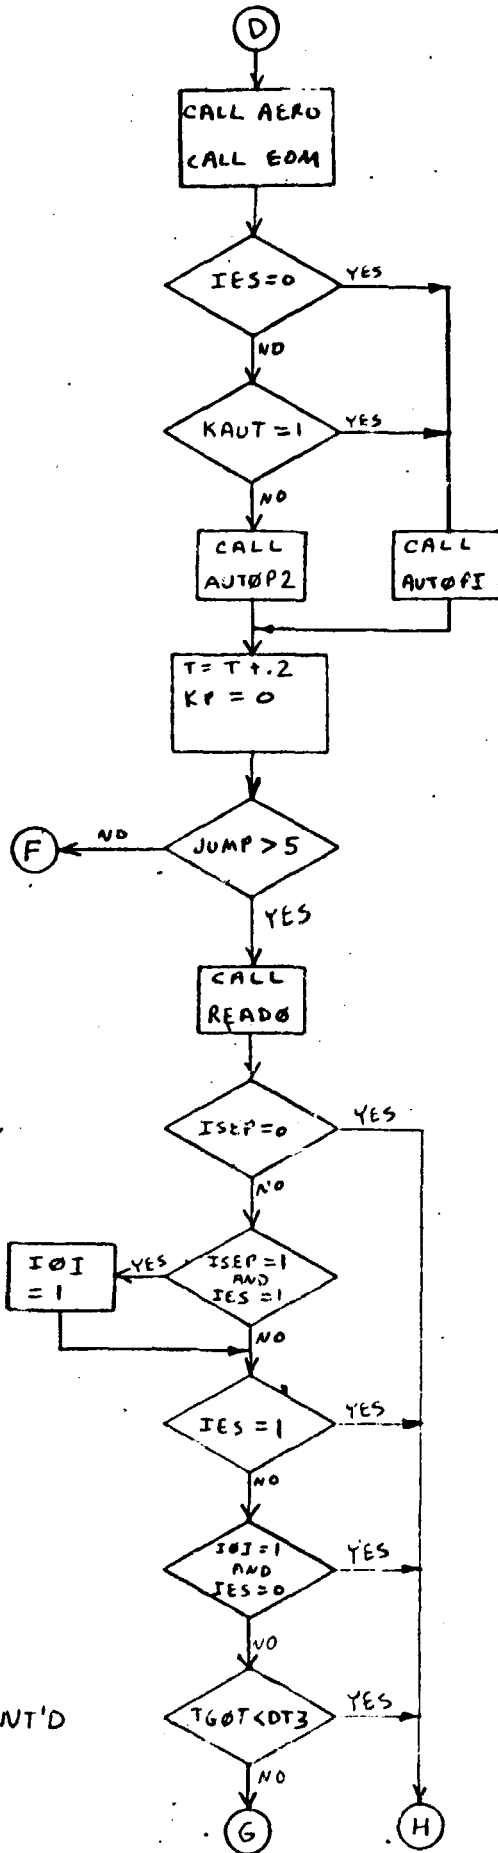 D
CALL AERO
CALL EOM
IES=0
YES
NO
KAUT=1
YES
NO
CALL
AUTØP2
CALL
AUTØPI
T=T+.2
KP=0
JUMP>5
NO
F
YES
CALL
READØ
ISEP=0
YES
NO
ISEP=1
AND
IES=1
YES
IØI
=1
NO
IES=1
YES
NO
IØI=1
AND
IES=0
YES
NO
NT'D
TGØT<DT3
YES
NO
G
H